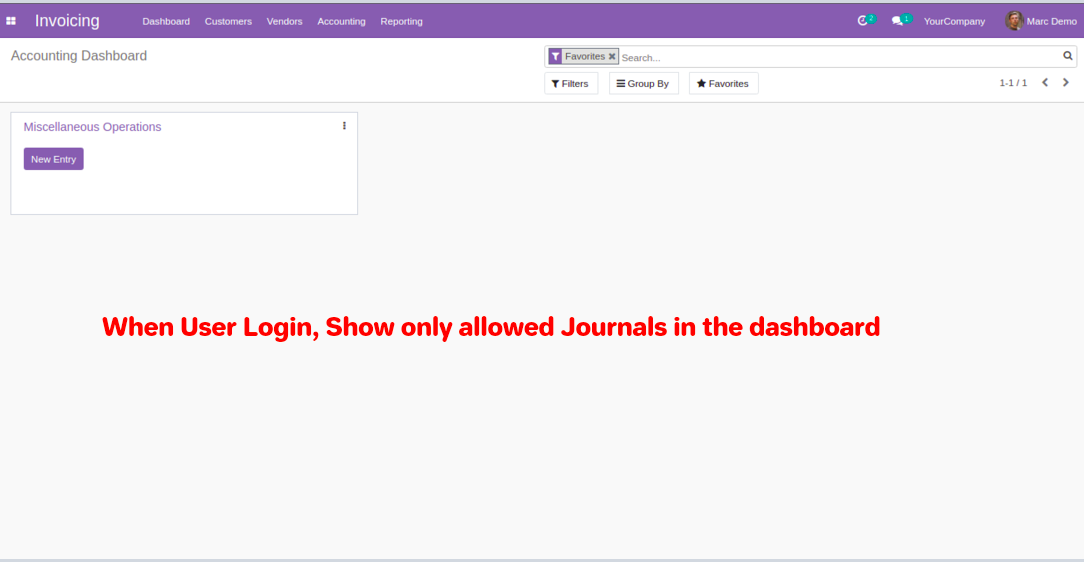 Invoicing Dashboard Customers Vendors Accounting Reporting 2 1 YourCompany Marc Demo
Accounting Dashboard
Favorites Search...
Filters Group By Favorites 1-1 / 1
Miscellaneous Operations
New Entry
When User Login, Show only allowed Journals in the dashboard